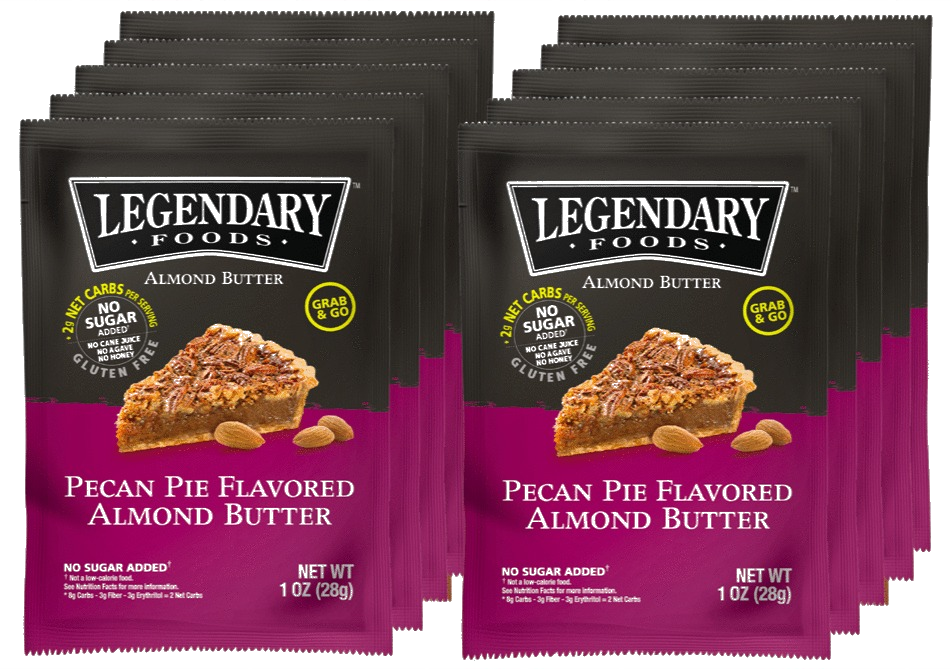 LEGENDARY™
· FOODS ·
ALMOND BUTTER
• 2g NET CARBS PER SERVING
NO
SUGAR
ADDED†
NO CANE JUICE
NO AGAVE
NO HONEY
GLUTEN FREE
GRAB
& GO
PECAN PIE FLAVORED
ALMOND BUTTER
NO SUGAR ADDED†
† Not a low-calorie food.
See Nutrition Facts for more information.
* 8g Carbs - 3g Fiber - 3g Erythritol = 2 Net Carbs
NET WT
1 OZ (28g)
LEGENDARY™
· FOODS ·
ALMOND BUTTER
• 2g NET CARBS PER SERVING
NO
SUGAR
ADDED†
NO CANE JUICE
NO AGAVE
NO HONEY
GLUTEN FREE
GRAB
& GO
PECAN PIE FLAVORED
ALMOND BUTTER
NO SUGAR ADDED†
† Not a low-calorie food.
See Nutrition Facts for more information.
* 8g Carbs - 3g Fiber - 3g Erythritol = 2 Net Carbs
NET WT
1 OZ (28g)